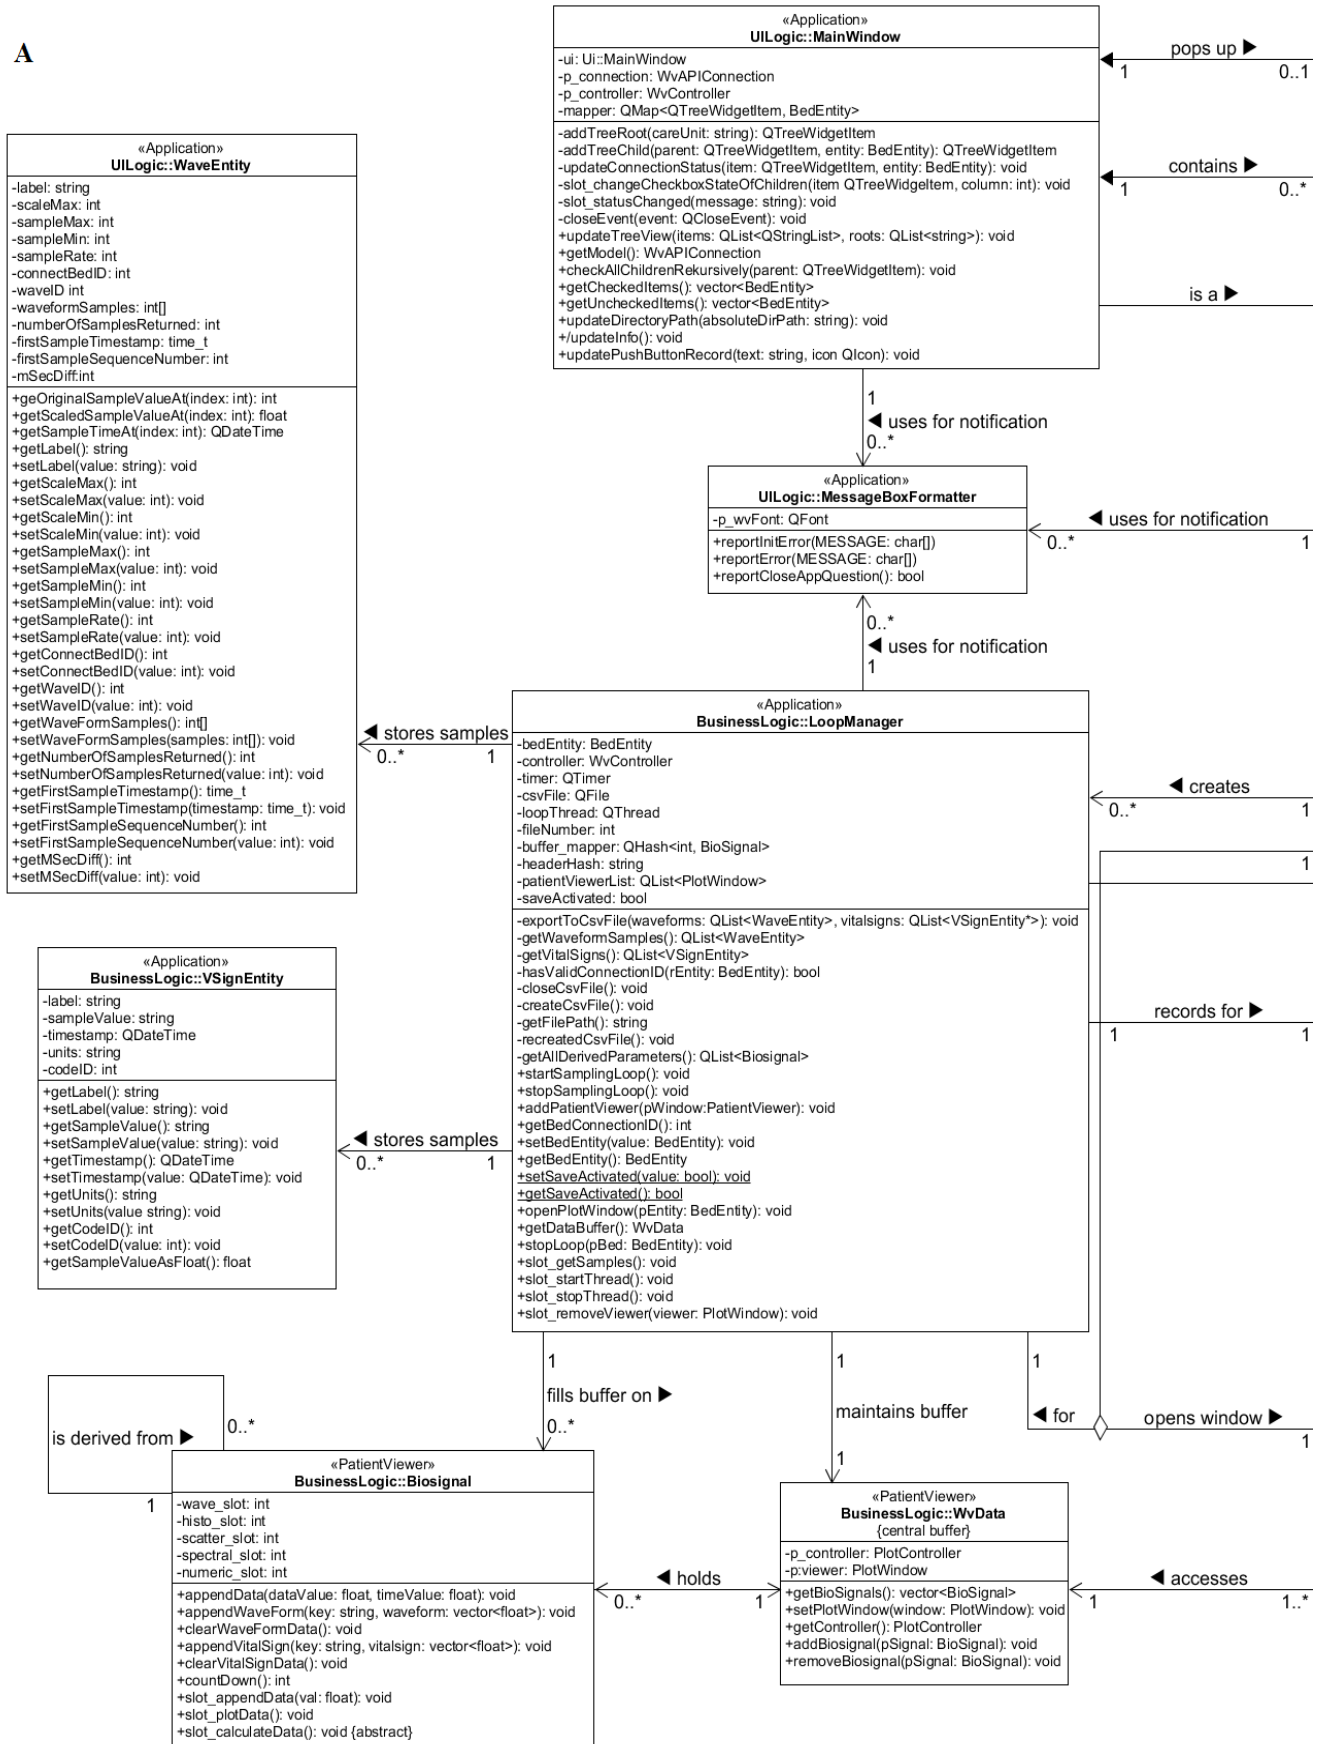 A
«Application»
UILogic::MainWindow
-ui: Ui::MainWindow
-p_connection: WvAPIConnection
-p_controller: WvController
-mapper: QMap<QTreeWidgetItem, BedEntity>
-addTreeRoot(careUnit: string): QTreeWidgetItem
-addTreeChild(parent: QTreeWidgetItem, entity: BedEntity): QTreeWidgetItem
-updateConnectionStatus(item: QTreeWidgetItem, entity: BedEntity): void
-slot_changeCheckboxStateOfChildren(item QTreeWidgeItem, column: int): void
-slot_statusChanged(message: string): void
-closeEvent(event: QCloseEvent): void
+updateTreeView(items: QList<QStringList>, roots: QList<string>): void
+getModel(): WvAPIConnection
+checkAllChildrenRekursively(parent: QTreeWidgetItem): void
+getCheckedItems(): vector<BedEntity>
+getUncheckedItems(): vector<BedEntity>
+updateDirectoryPath(absoluteDirPath: string): void
+/updateInfo(): void
+updatePushButtonRecord(text: string, icon QIcon): void
pops up ▶
1 0..1
contains ▶
1 0..*
is a ▶
«Application»
UILogic::WaveEntity
-label: string
-scaleMax: int
-sampleMax: int
-sampleMin: int
-sampleRate: int
-connectBedID: int
-waveID int
-waveformSamples: int[]
-numberOfSamplesReturned: int
-firstSampleTimestamp: time_t
-firstSampleSequenceNumber: int
-mSecDiff:int
+geOriginalSampleValueAt(index: int): int
+getScaledSampleValueAt(index: int): float
+getSampleTimeAt(index: int): QDateTime
+getLabel(): string
+setLabel(value: string): void
+getScaleMax(): int
+setScaleMax(value: int): void
+getScaleMin(): int
+setScaleMin(value: int): void
+getSampleMax(): int
+setSampleMax(value: int): void
+getSampleMin(): int
+setSampleMin(value: int): void
+getSampleRate(): int
+setSampleRate(value: int): void
+getConnectBedID(): int
+setConnectBedID(value: int): void
+getWaveID(): int
+setWaveID(value: int): void
+getWaveFormSamples(): int[]
+setWaveFormSamples(samples: int[]): void
+getNumberOfSamplesReturned(): int
+setNumberOfSamplesReturned(value: int): void
+getFirstSampleTimestamp(): time_t
+setFirstSampleTimestamp(timestamp: time_t): void
+getFirstSampleSequenceNumber(): int
+setFirstSampleSequenceNumber(value: int): void
+getMSecDiff(): int
+setMSecDiff(value: int): void
1
◀ uses for notification
0..*
«Application»
UILogic::MessageBoxFormatter
-p_wvFont: QFont
+reportInitError(MESSAGE: char[])
+reportError(MESSAGE: char[])
+reportCloseAppQuestion(): bool
◀ uses for notification
0..* 1
0..*
◀ uses for notification
1
«Application»
BusinessLogic::LoopManager
-bedEntity: BedEntity
-controller: WvController
-timer: QTimer
-csvFile: QFile
-loopThread: QThread
-fileNumber: int
-buffer_mapper: QHash<int, BioSignal>
-headerHash: string
-patientViewerList: QList<PlotWindow>
-saveActivated: bool
-exportToCsvFile(waveforms: QList<WaveEntity>, vitalsigns: QList<VSignEntity*>): void
-getWaveformSamples(): QList<WaveEntity>
-getVitalSigns(): QList<VSignEntity>
-hasValidConnectionID(rEntity: BedEntity): bool
-closeCsvFile(): void
-createCsvFile(): void
-getFilePath(): string
-recreatedCsvFile(): void
-getAllDerivedParameters(): QList<Biosignal>
+startSamplingLoop(): void
+stopSamplingLoop(): void
+addPatientViewer(pWindow:PatientViewer): void
+getBedConnectionID(): int
+setBedEntity(value: BedEntity): void
+getBedEntity(): BedEntity
+setSaveActivated(value: bool): void
+getSaveActivated(): bool
+openPlotWindow(pEntity: BedEntity): void
+getDataBuffer(): WvData
+stopLoop(pBed: BedEntity): void
+slot_getSamples(): void
+slot_startThread(): void
+slot_stopThread(): void
+slot_removeViewer(viewer: PlotWindow): void
◀ stores samples
0..* 1
◀ creates
0..* 1
1
records for ▶
1 1
«Application»
BusinessLogic::VSignEntity
-label: string
-sampleValue: string
-timestamp: QDateTime
-units: string
-codeID: int
+getLabel(): string
+setLabel(value: string): void
+getSampleValue(): string
+setSampleValue(value: string): void
+getTimestamp(): QDateTime
+setTimestamp(value: QDateTime): void
+getUnits(): string
+setUnits(value string): void
+getCodeID(): int
+setCodeID(value: int): void
+getSampleValueAsFloat(): float
◀ stores samples
0..* 1
1
fills buffer on ▶
0..*
1
maintains buffer
1
1
◀ for
opens window ▶
1
is derived from ▶
0..*
1
«PatientViewer»
BusinessLogic::Biosignal
-wave_slot: int
-histo_slot: int
-scatter_slot: int
-spectral_slot: int
-numeric_slot: int
+appendData(dataValue: float, timeValue: float): void
+appendWaveForm(key: string, waveform: vector<float>): void
+clearWaveFormData(): void
+appendVitalSign(key: string, vitalsign: vector<float>): void
+clearVitalSignData(): void
+countDown(): int
+slot_appendData(val: float): void
+slot_plotData(): void
+slot_calculateData(): void {abstract}
◀ holds
0..* 1
«PatientViewer»
BusinessLogic::WvData
{central buffer}
-p_controller: PlotController
-p:viewer: PlotWindow
+getBioSignals(): vector<BioSignal>
+setPlotWindow(window: PlotWindow): void
+getController(): PlotController
+addBiosignal(pSignal: BioSignal): void
+removeBiosignal(pSignal: BioSignal): void
◀ accesses
1 1..*